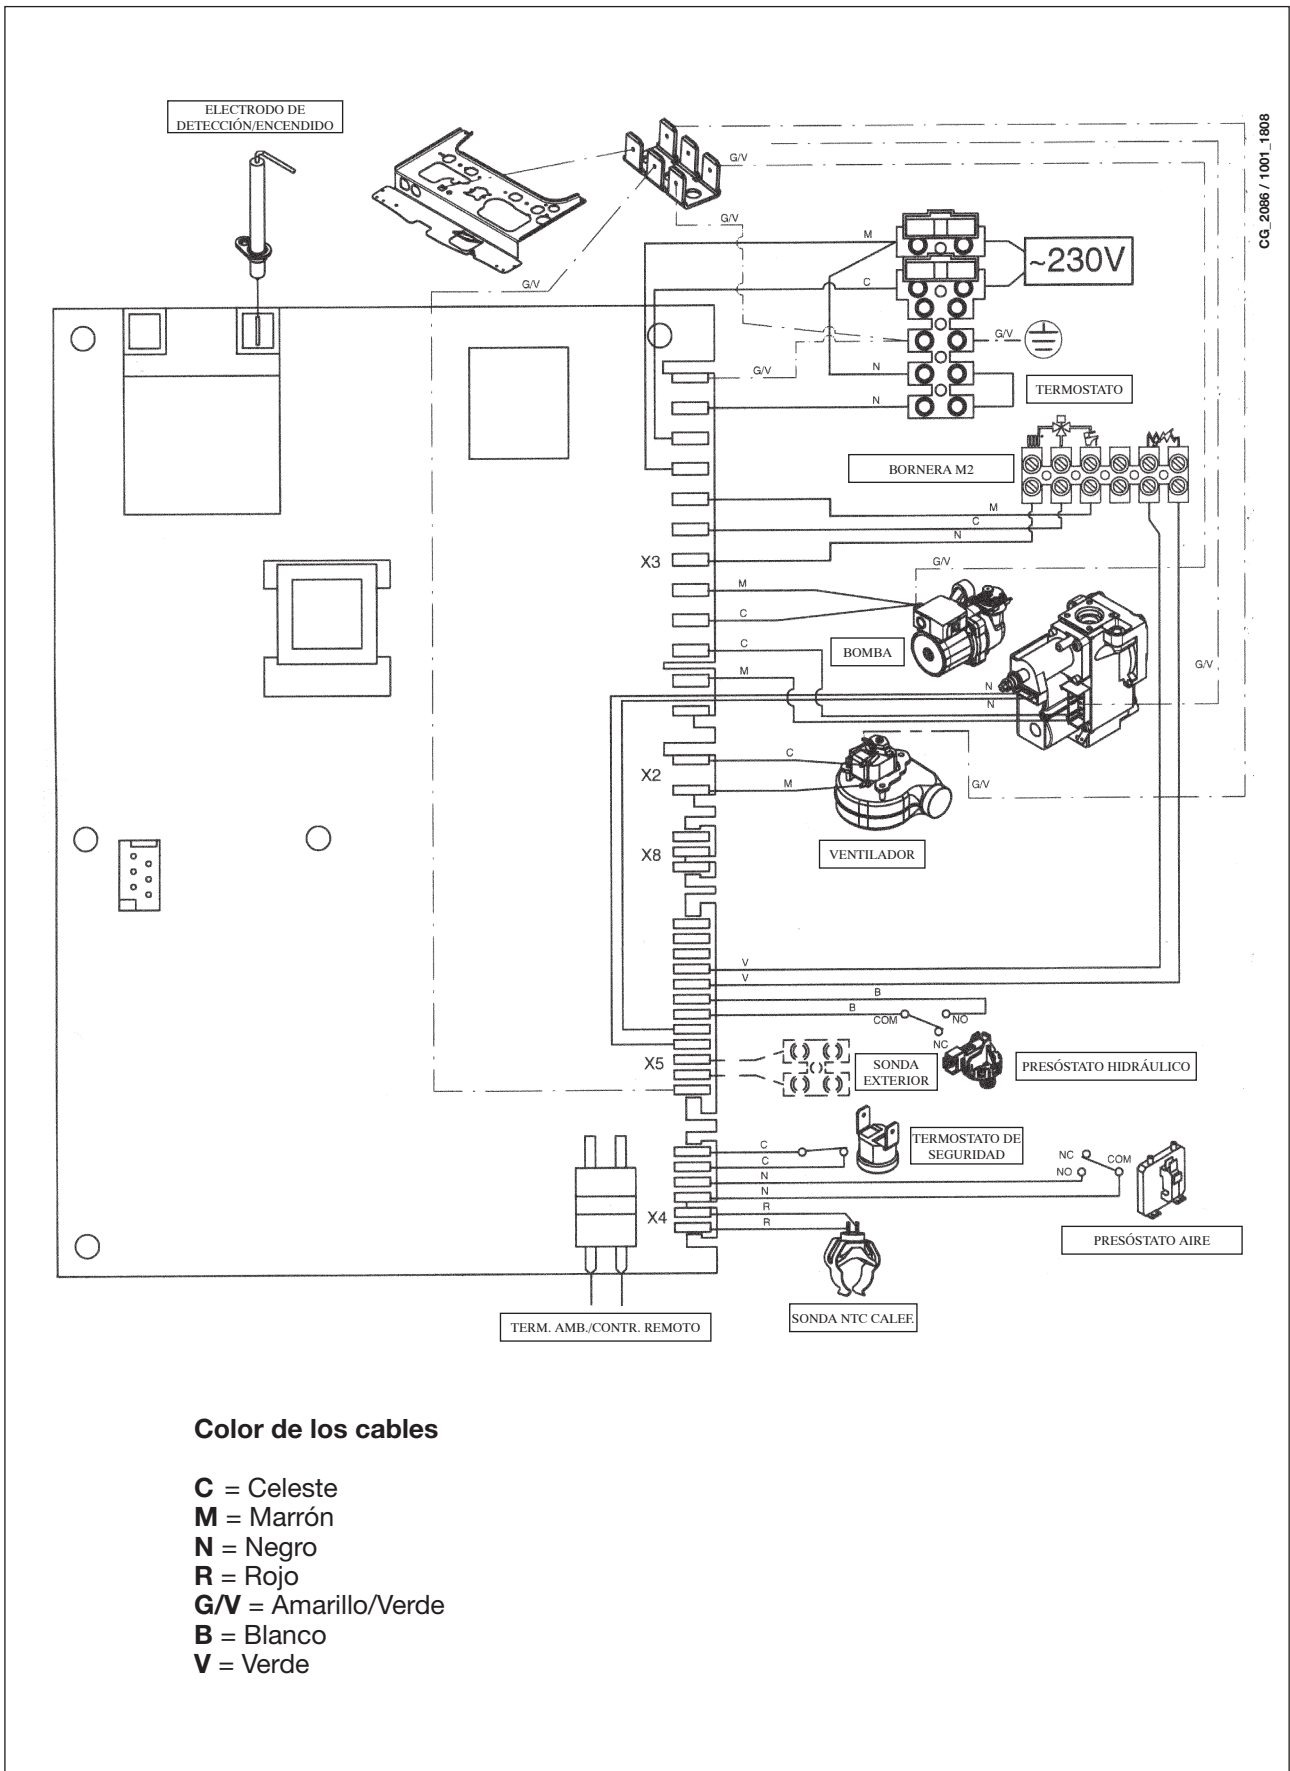 ELECTRODO DE
DETECCIÓN/ENCENDIDO
CG_2086 / 1001_1808
G/V
G/V
M
~230V
C
G/V
G/V
G/V
N
TERMOSTATO
N
BORNERA M2
M
C
N
X3
G/V
M
C
BOMBA
C
G/V
M
N
N
C
X2
M
G/V
X8
VENTILADOR
V
V
B
B
COM
NO
NC
X5
SONDA
EXTERIOR
PRESÓSTATO HIDRÁULICO
C
C
TERMOSTATO DE
SEGURIDAD
NC
COM
NO
N
N
R
X4
R
PRESÓSTATO AIRE
SONDA NTC CALEF.
TERM. AMB./CONTR. REMOTO
Color de los cables
C = Celeste
M = Marrón
N = Negro
R = Rojo
G/V = Amarillo/Verde
B = Blanco
V = Verde